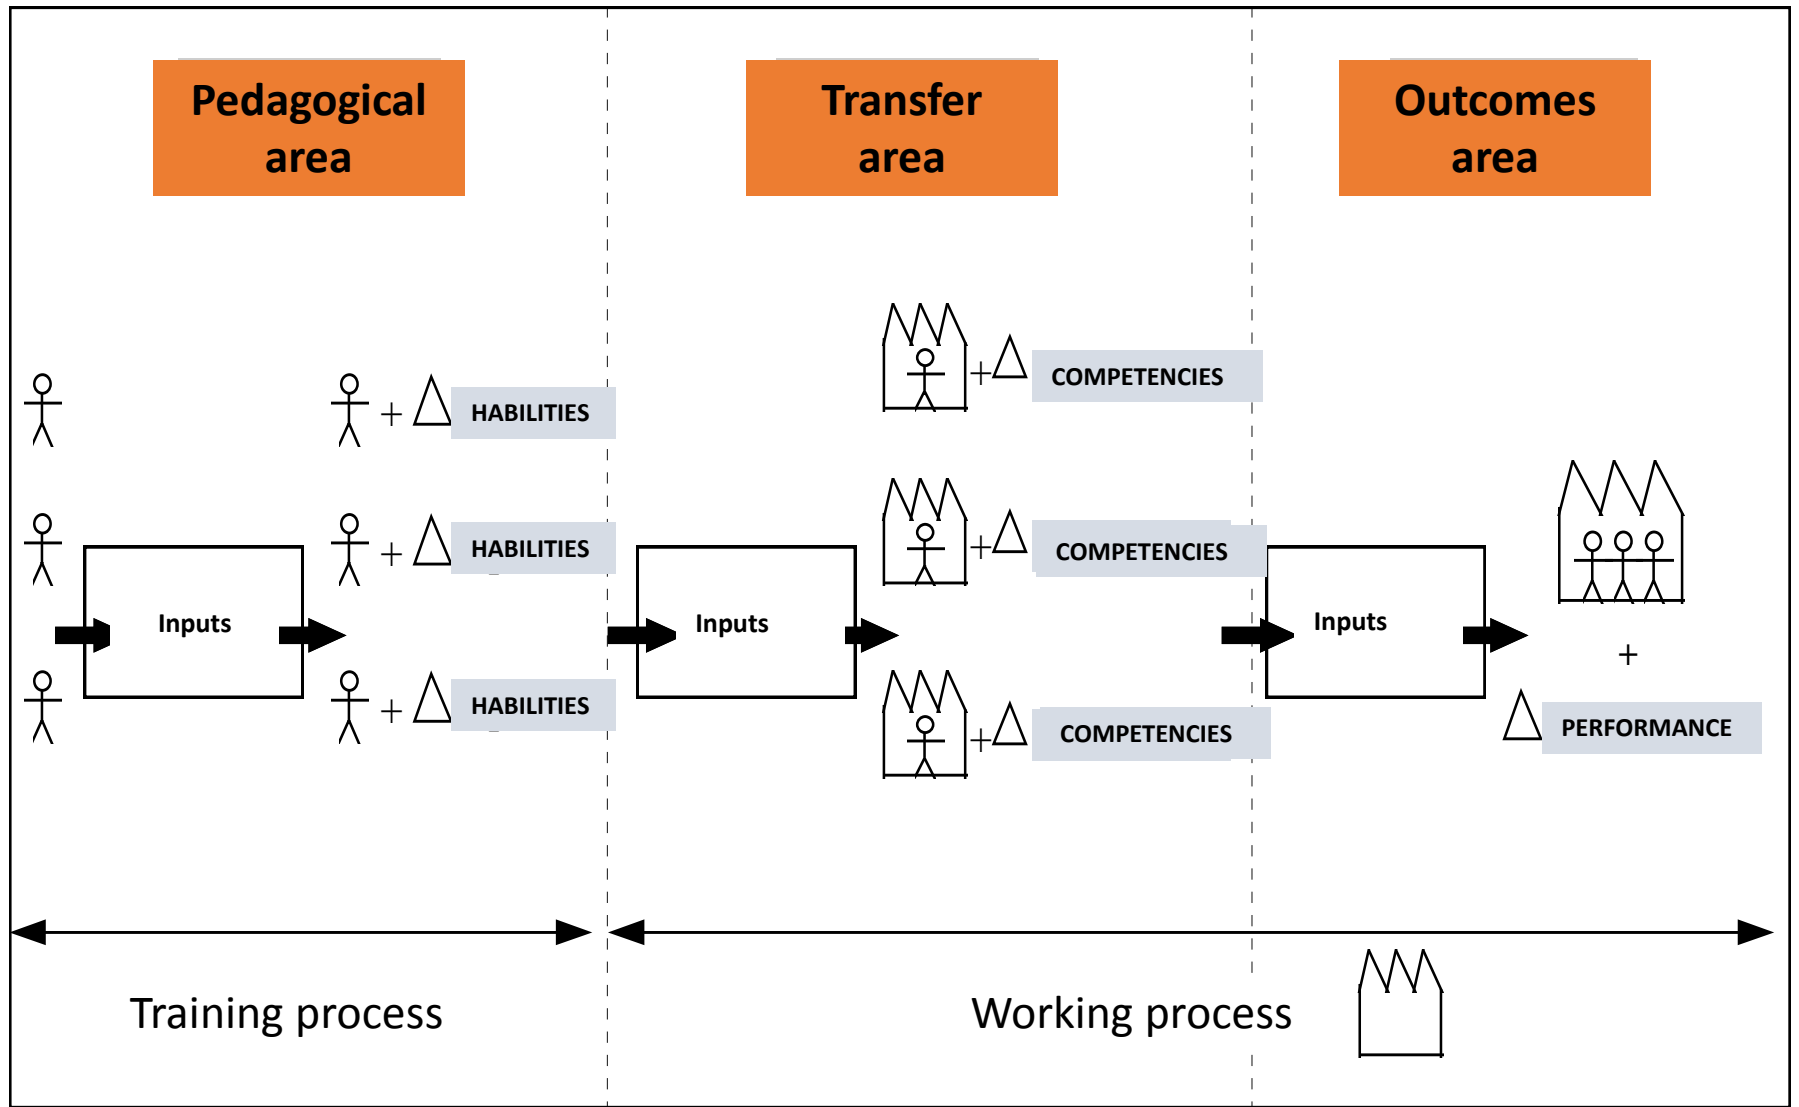 Pedagogical
area
Transfer
area
Outcomes
area
+ HABILITIES
+ HABILITIES
Inputs
+ HABILITIES
+ COMPETENCIES
+ COMPETENCIES
Inputs
+ COMPETENCIES
Inputs
+
PERFORMANCE
Training process
Working process